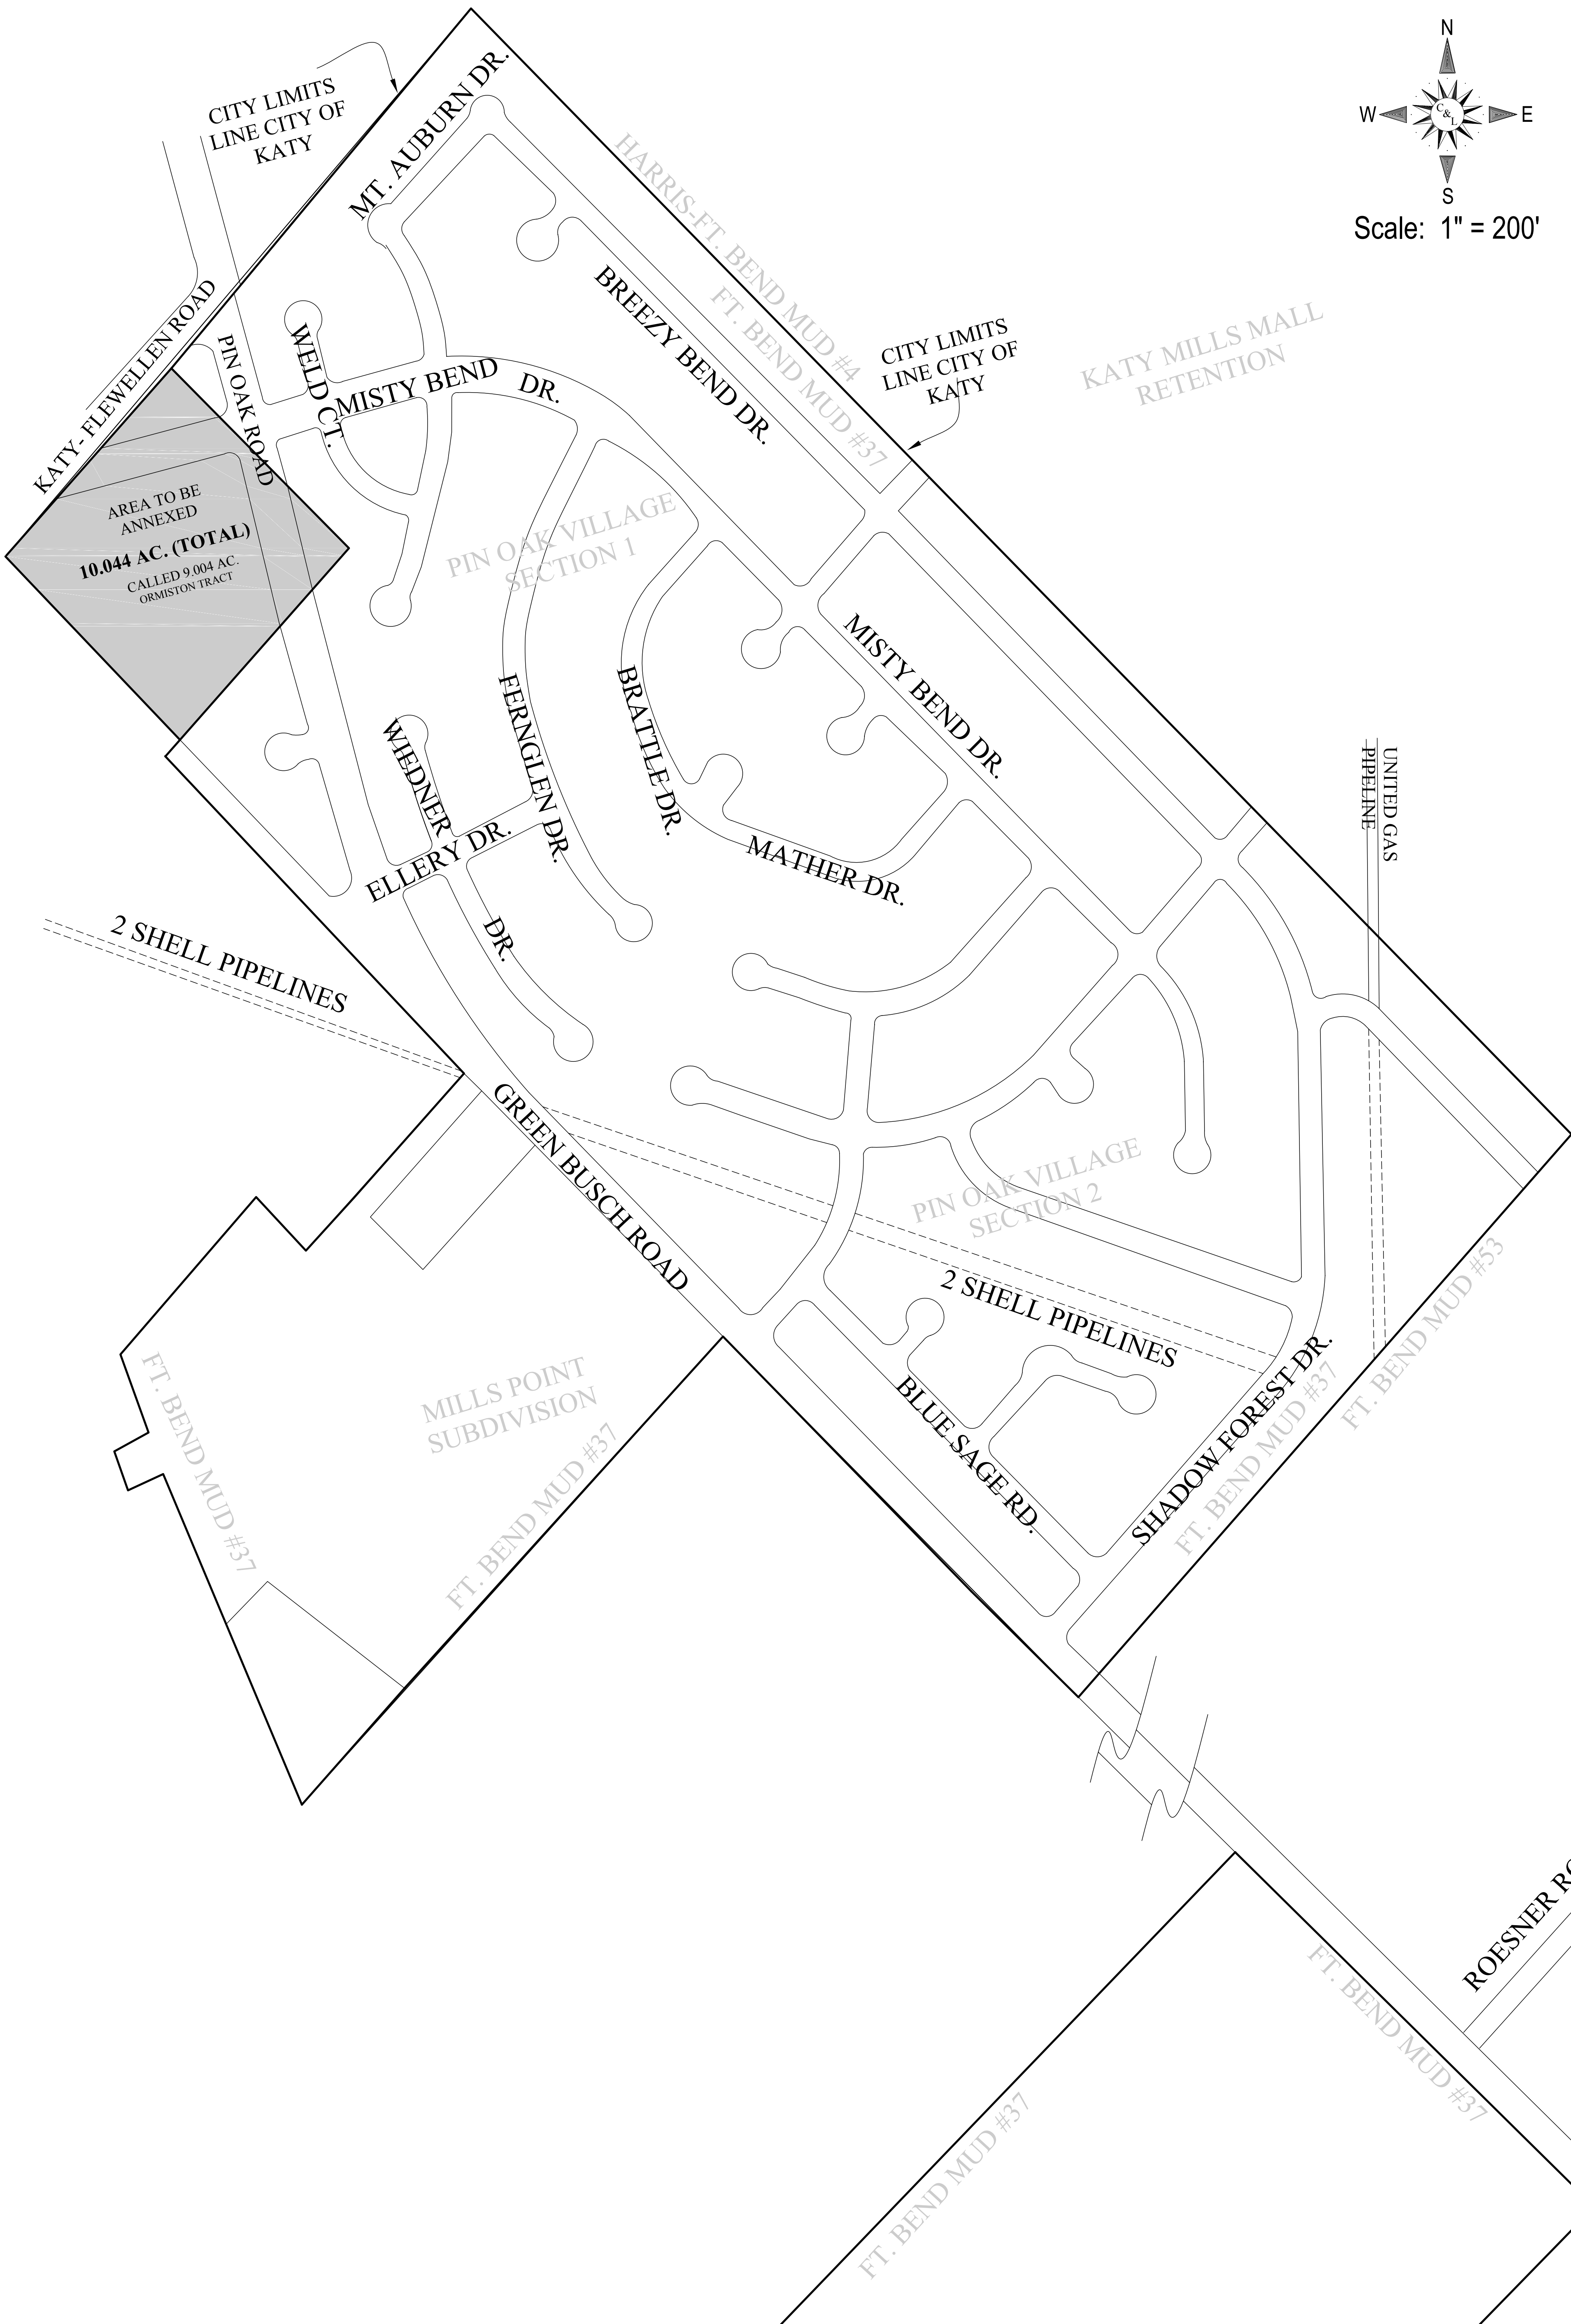 N
W
C
&
L
E
S
Scale: 1" = 200'
CITY LIMITS
LINE CITY OF
KATY
MT. AUBURN DR.
HARRIS-FT. BEND MUD #4
FT. BEND MUD #37
BREEZY BEND DR.
CITY LIMITS
LINE CITY OF
KATY
KATY MILLS MALL
RETENTION
KATY- FLEWELLEN ROAD
PIN OAK ROAD
WELD CT.
MISTY BEND DR.
AREA TO BE
ANNEXED
10.044 AC. (TOTAL)
CALLED 9.004 AC.
ORMISTON TRACT
PIN OAK VILLAGE
SECTION 1
MISTY BEND DR.
FERNGLEN DR.
BRATTLE DR.
WIEDNER
DR.
ELLERY DR.
MATHER DR.
UNITED GAS
PIPELINE
2 SHELL PIPELINES
GREEN BUSCH ROAD
PIN OAK VILLAGE
SECTION 2
2 SHELL PIPELINES
FT. BEND MUD #53
FT. BEND MUD #37
SHADOW FOREST DR.
BLUE SAGE RD.
MILLS POINT
SUBDIVISION
FT. BEND MUD #37
FT. BEND MUD #37
ROESNER
FT. BEND MUD #37
FT. BEND MUD #37